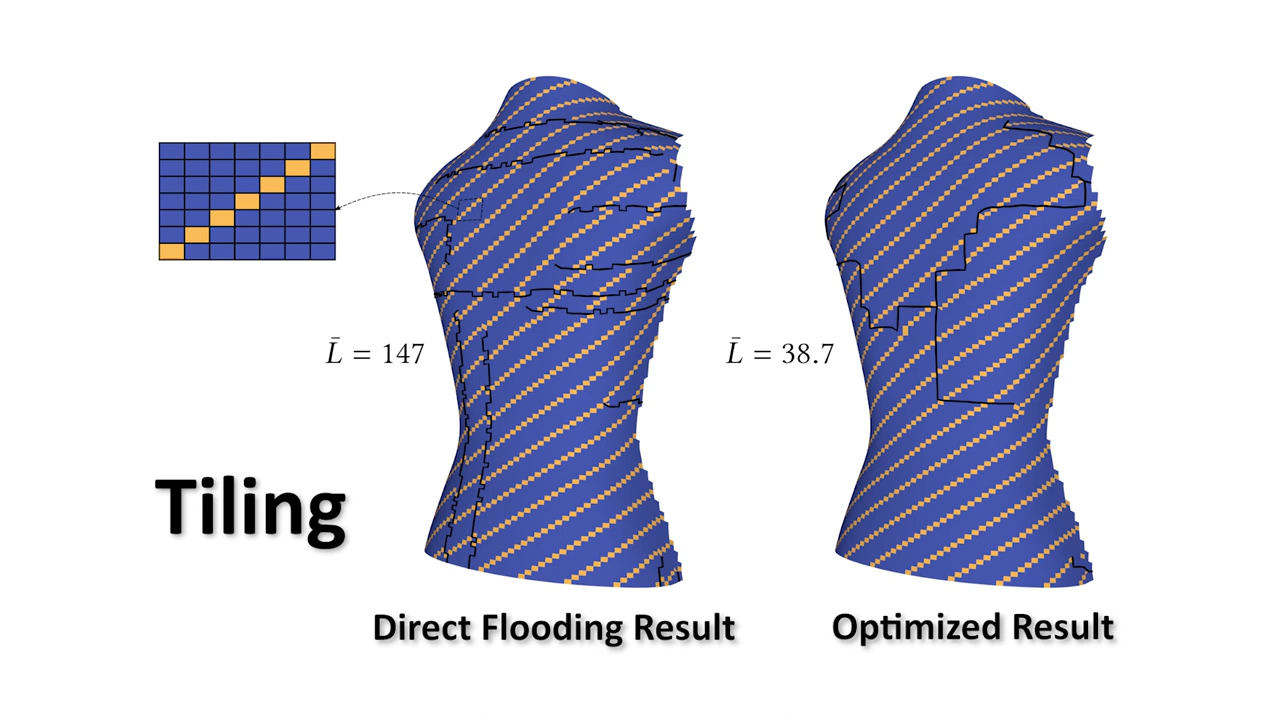 L̄ = 147
L̄ = 38.7
Tiling
Direct Flooding Result
Optimized Result